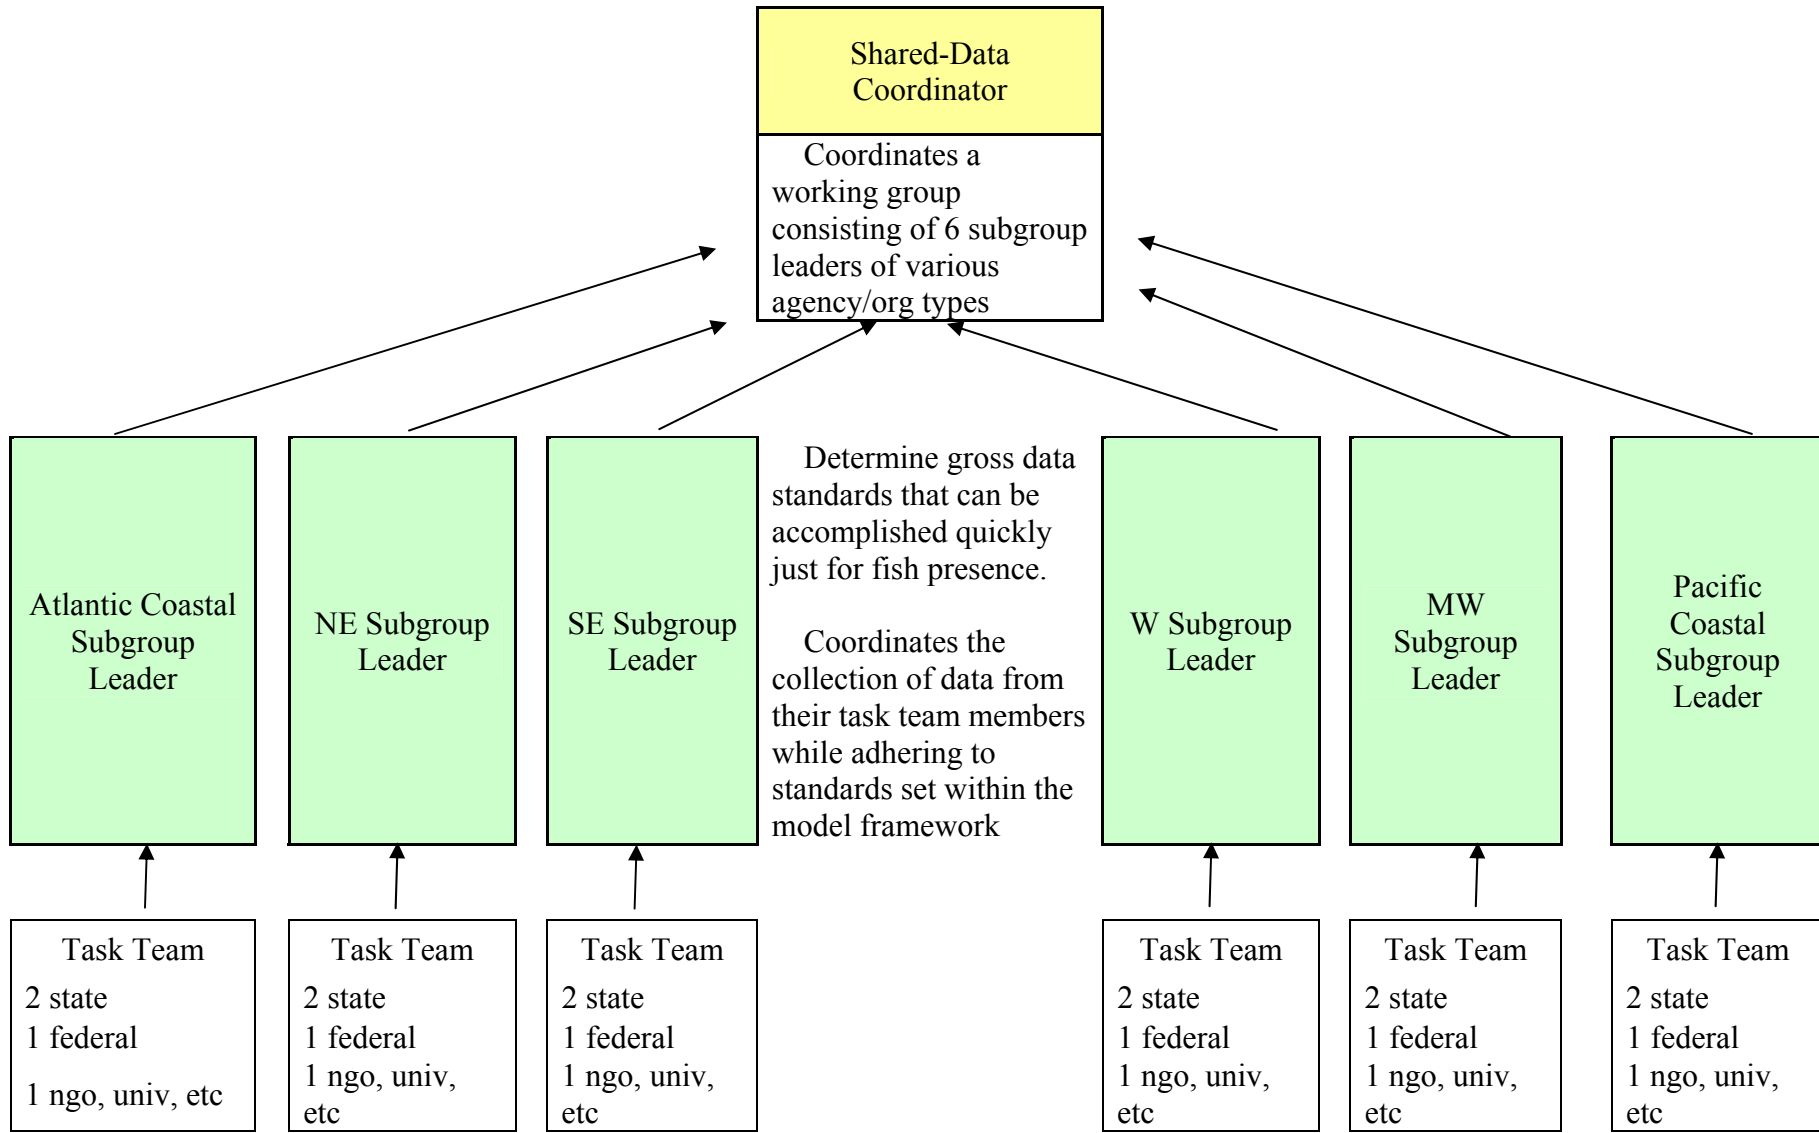 Shared-Data
Coordinator
Coordinates a
working group
consisting of 6 subgroup
leaders of various
agency/org types
Atlantic Coastal
Subgroup
Leader
NE Subgroup
Leader
SE Subgroup
Leader
Determine gross data
standards that can be
accomplished quickly
just for fish presence.
Coordinates the
collection of data from
their task team members
while adhering to
standards set within the
model framework
W Subgroup
Leader
MW
Subgroup
Leader
Pacific
Coastal
Subgroup
Leader
Task Team
2 state
1 federal
1 ngo, univ, etc
Task Team
2 state
1 federal
1 ngo, univ,
etc
Task Team
2 state
1 federal
1 ngo, univ,
etc
Task Team
2 state
1 federal
1 ngo, univ,
etc
Task Team
2 state
1 federal
1 ngo, univ,
etc
Task Team
2 state
1 federal
1 ngo, univ,
etc